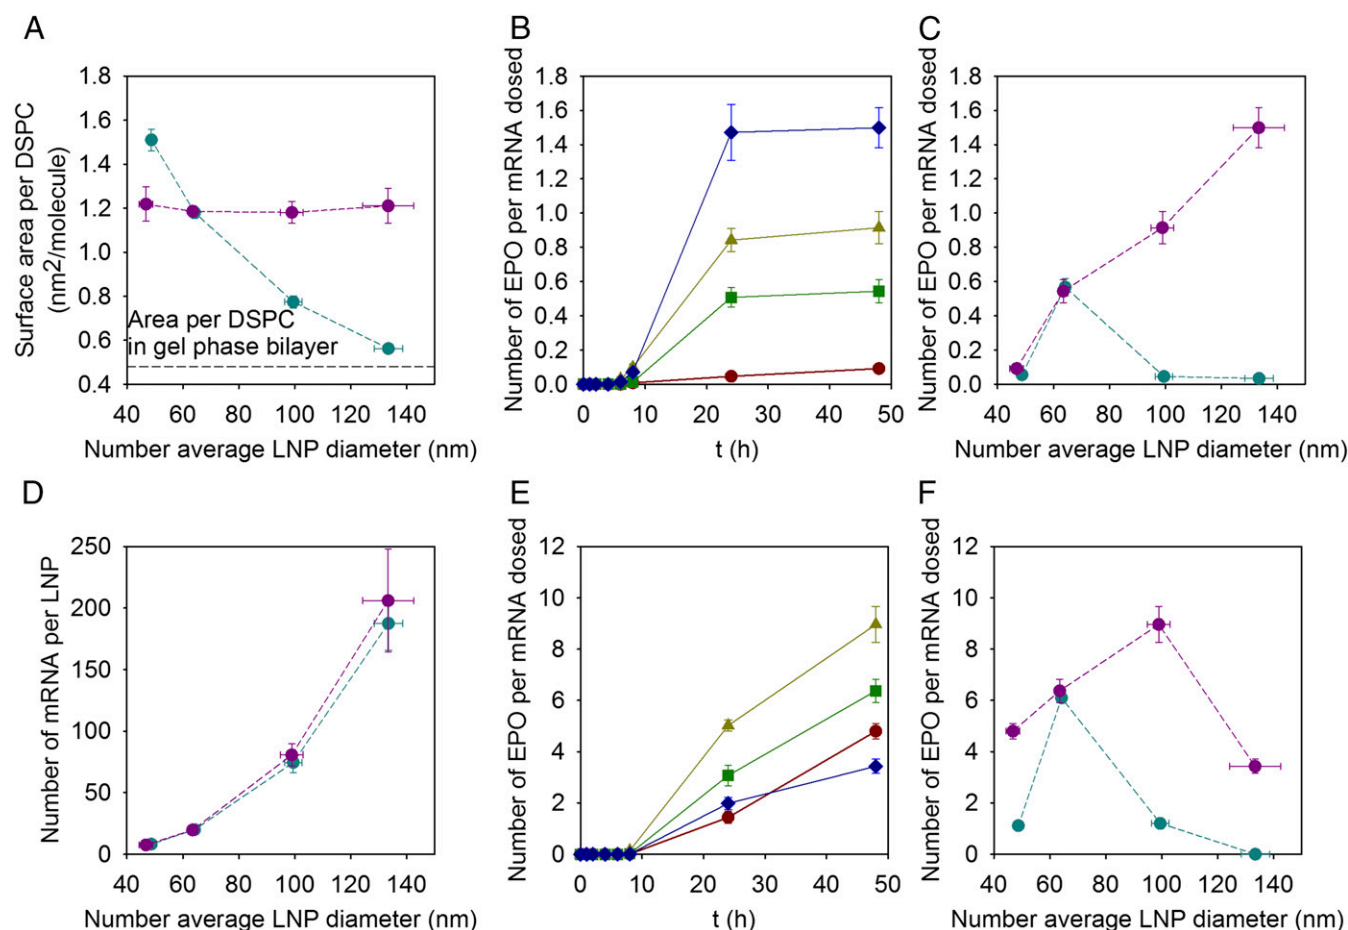 A
Surface area per DSPC
(nm2/molecule)
1.8
1.6
1.4
1.2
1.0
0.8
0.6
0.4
Area per DSPC
in gel phase bilayer
40 60 80 100 120 140
Number average LNP diameter (nm)
B
Number of EPO per mRNA dosed
1.8
1.6
1.4
1.2
1.0
0.8
0.6
0.4
0.2
0.0
0 10 20 30 40 50
t (h)
C
Number of EPO per mRNA dosed
1.8
1.6
1.4
1.2
1.0
0.8
0.6
0.4
0.2
0.0
40 60 80 100 120 140
Number average LNP diameter (nm)
D
Number of mRNA per LNP
250
200
150
100
50
0
40 60 80 100 120 140
Number average LNP diameter (nm)
E
Number of EPO per mRNA dosed
12
10
8
6
4
2
0
0 10 20 30 40 50
t (h)
F
Number of EPO per mRNA dosed
12
10
8
6
4
2
0
40 60 80 100 120 140
Number average LNP diameter (nm)